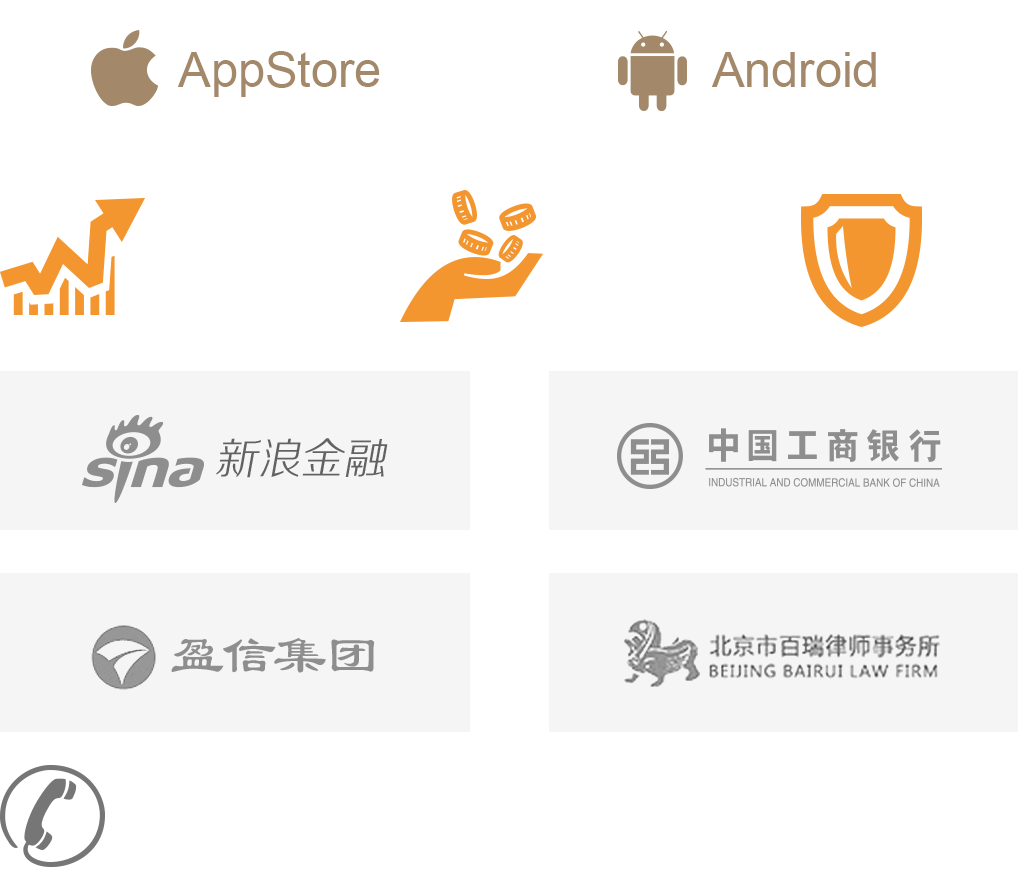 AppStore
Android
sina 新浪金融
中国工商银行
INDUSTRIAL AND COMMERCIAL BANK OF CHINA
盈信集团
北京市百瑞律师事务所
BEIJING BAIRUI LAW FIRM